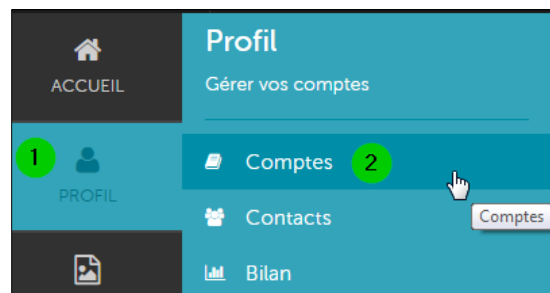 ACCUEIL
1
PROFIL
Profil
Gérer vos comptes
Comptes 2
Comptes
Contacts
Bilan